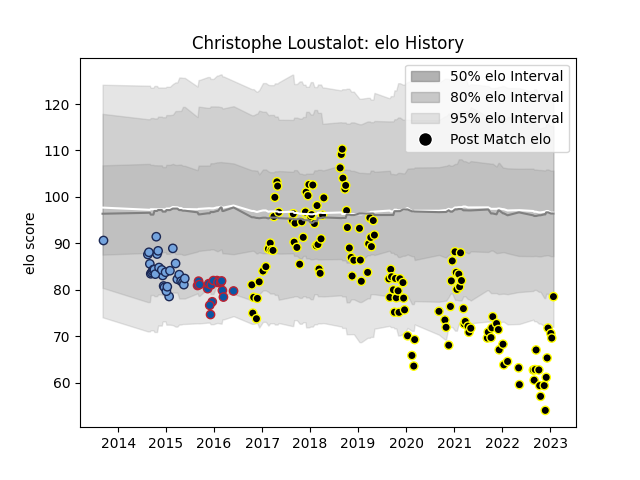 Christophe Loustalot: elo History
50% elo Interval
80% elo Interval
95% elo Interval
Post Match elo
elo score
120
110
100
90
80
70
60
2014 2015 2016 2017 2018 2019 2020 2021 2022 2023